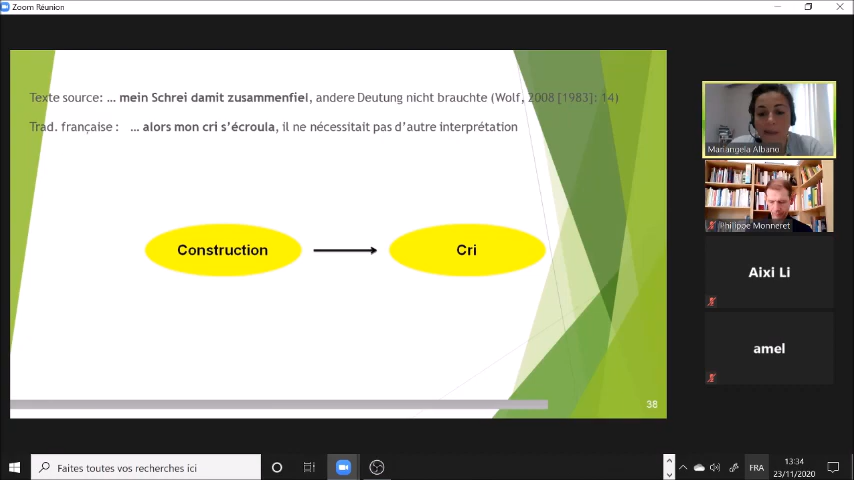 Zoom Réunion
Texte source: … mein Schrei damit zusammenfiel, andere Deutung nicht brauchte (Wolf, 2008 [1983]: 14)
Trad. française : … alors mon cri s’écroula, il ne nécessitait pas d’autre interprétation
Construction
Cri
38
Mariangela Albano
Philippe Monneret
Aixi Li
amel
Faites toutes vos recherches ici
FRA
13:34
23/11/2020